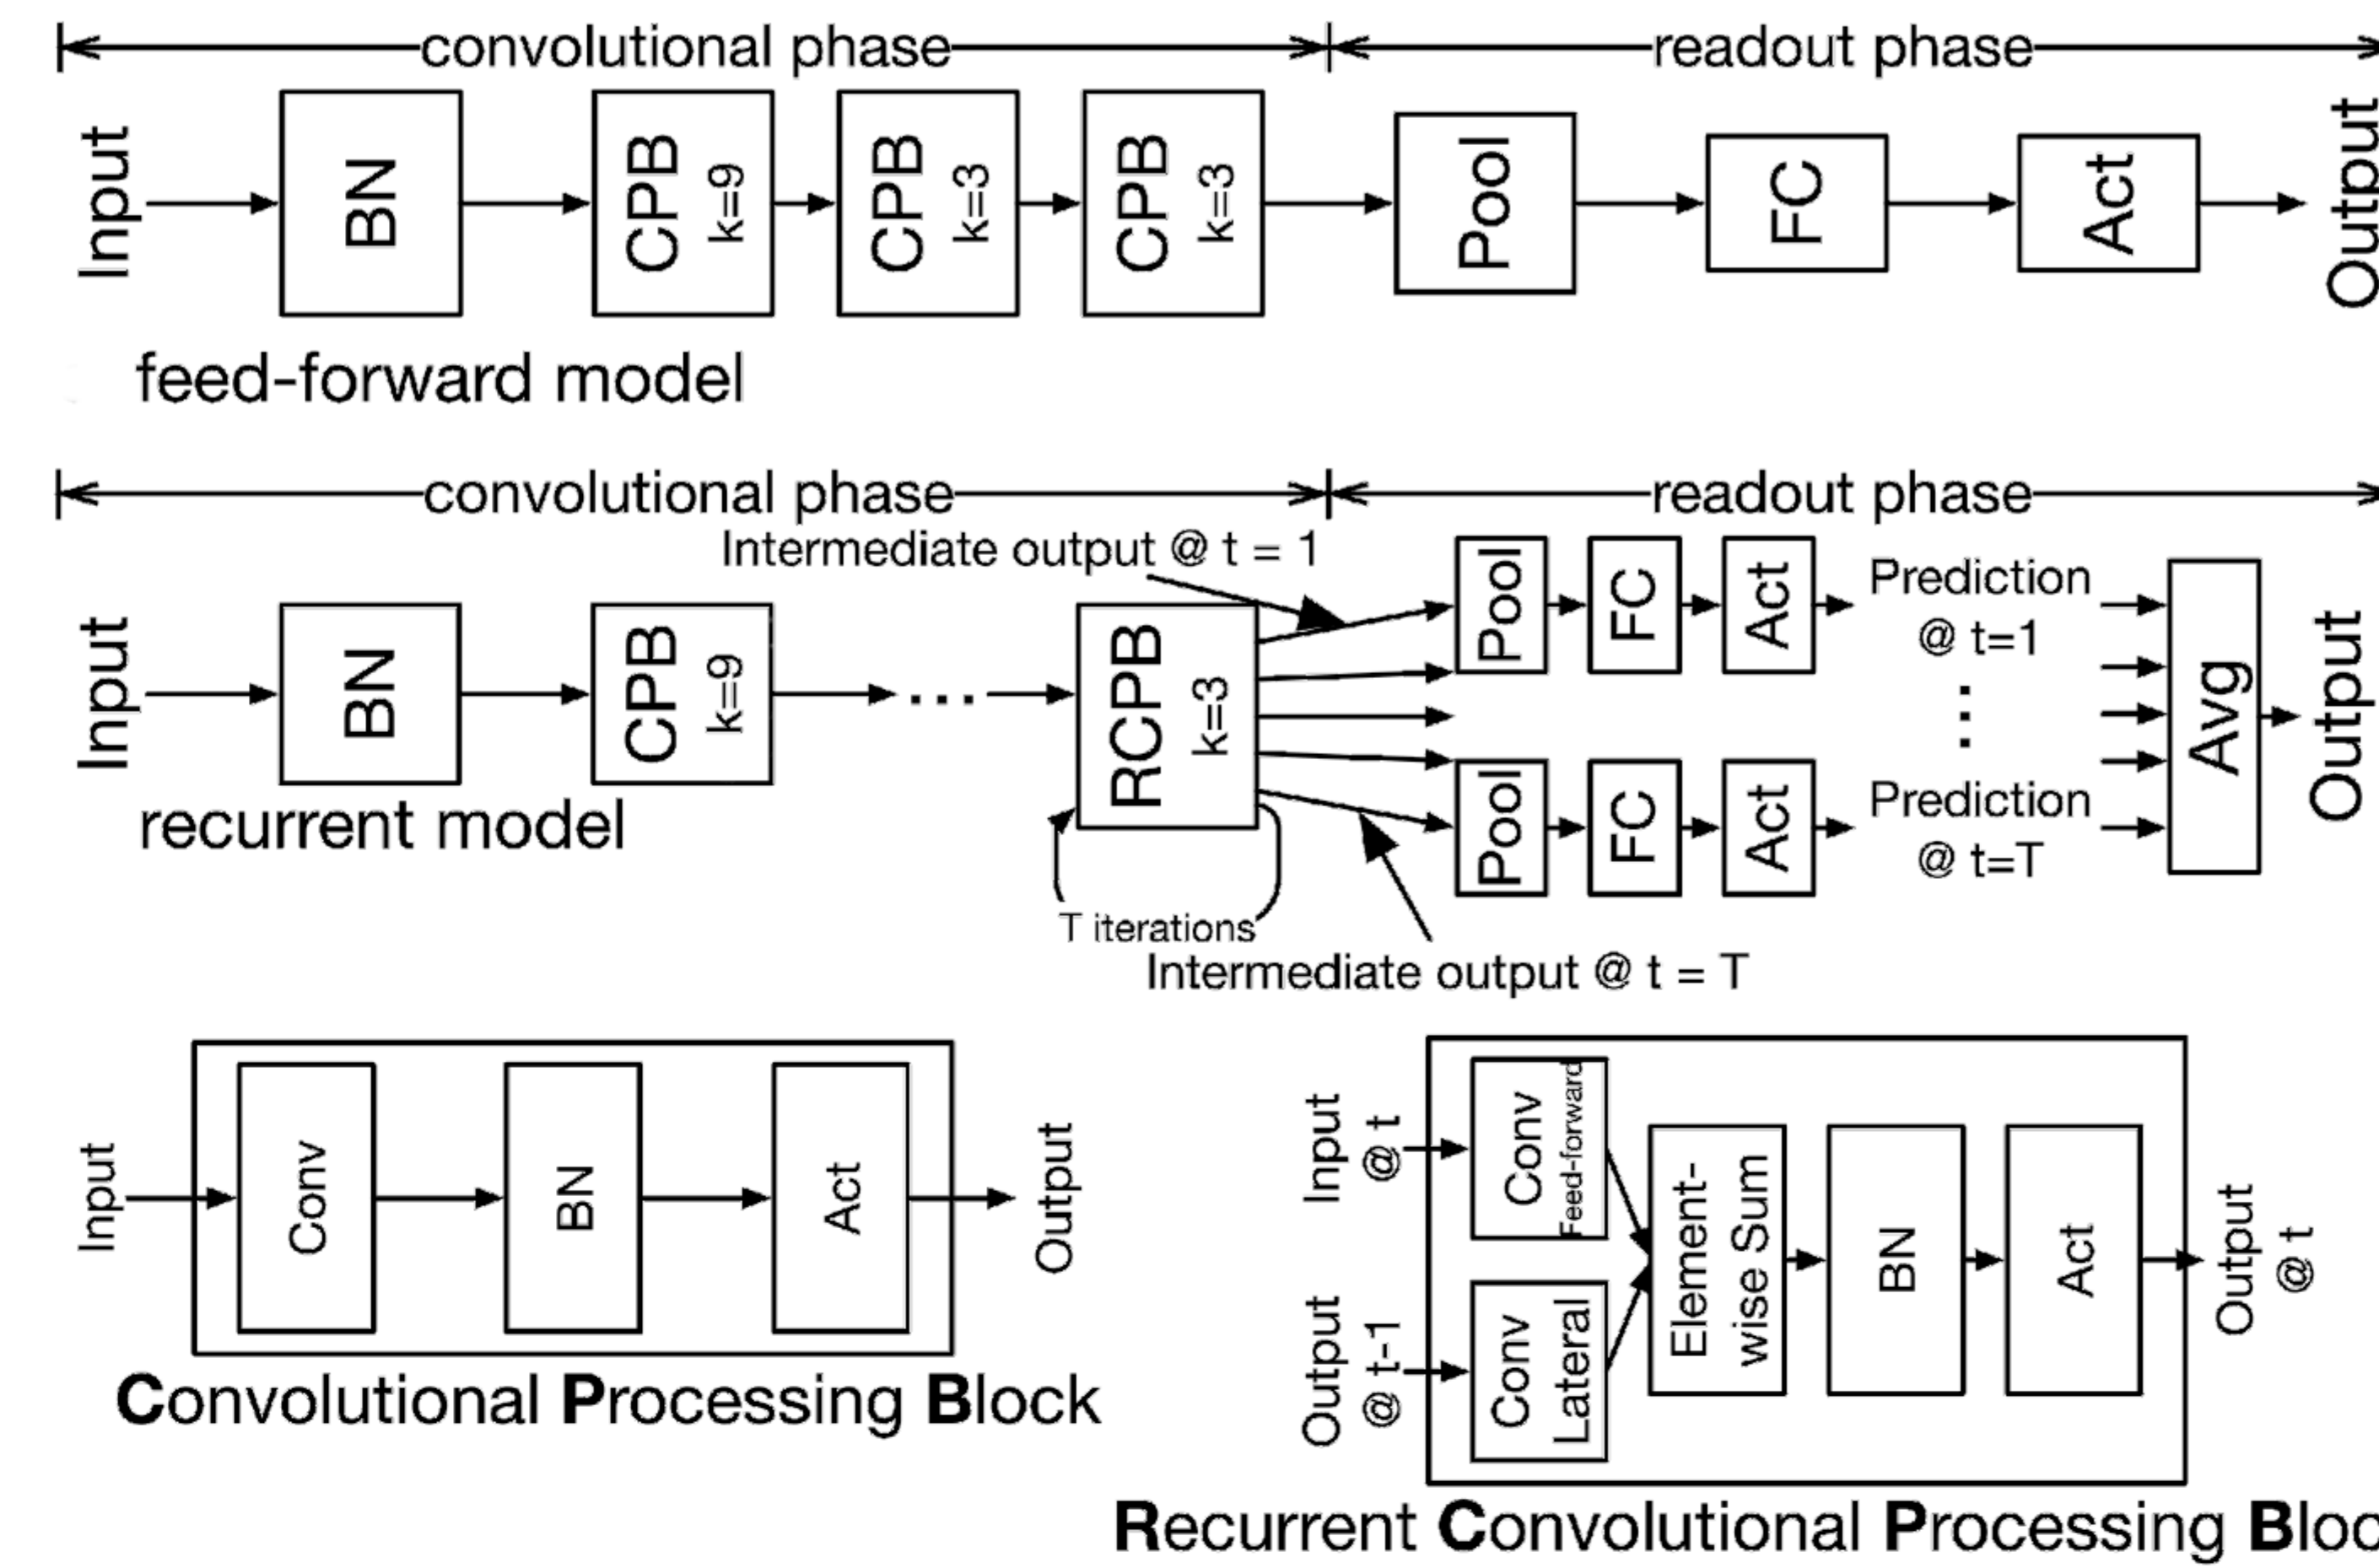 convolutional phase
readout phase
Input
BN
CPB
k=9
CPB
k=3
CPB
k=3
Pool
FC
Act
Output
feed-forward model
convolutional phase
readout phase
Intermediate output @ t = 1
Input
BN
CPB
k=9
...
RCPB
k=3
T iterations
Pool
FC
Act
Prediction
@ t=1
Pool
FC
Act
Prediction
@ t=T
Avg
Output
recurrent model
Intermediate output @ t = T
Input
Conv
BN
Act
Output
Convolutional Processing Block
Input
@ t
Conv
Feed-forward
Output
@ t-1
Conv
Lateral
Element-
wise Sum
BN
Act
Output
@ t
Recurrent Convolutional Processing